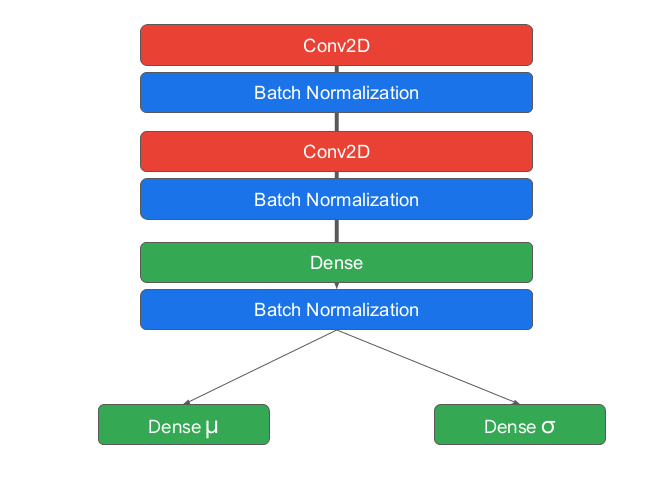 Conv2D
Batch Normalization
Conv2D
Batch Normalization
Dense
Batch Normalization
Dense μ
Dense σ